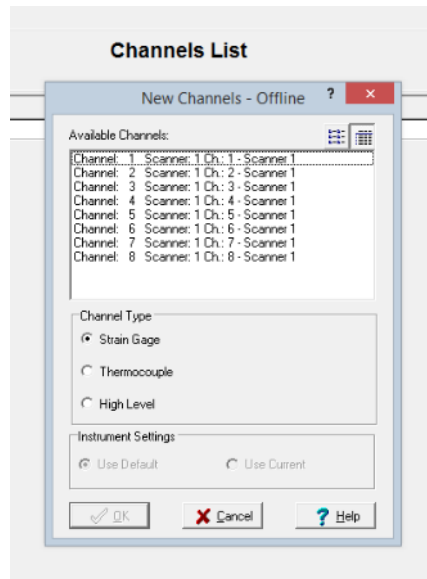 Channels List
New Channels - Offline ? ×
Available Channels:
Channel: 1 Scanner: 1 Ch.: 1 - Scanner 1
Channel: 2 Scanner: 1 Ch.: 2 - Scanner 1
Channel: 3 Scanner: 1 Ch.: 3 - Scanner 1
Channel: 4 Scanner: 1 Ch.: 4 - Scanner 1
Channel: 5 Scanner: 1 Ch.: 5 - Scanner 1
Channel: 6 Scanner: 1 Ch.: 6 - Scanner 1
Channel: 7 Scanner: 1 Ch.: 7 - Scanner 1
Channel: 8 Scanner: 1 Ch.: 8 - Scanner 1
Channel Type
Strain Gage
Thermocouple
High Level
Instrument Settings
Use Default Use Current
OK Cancel ? Help